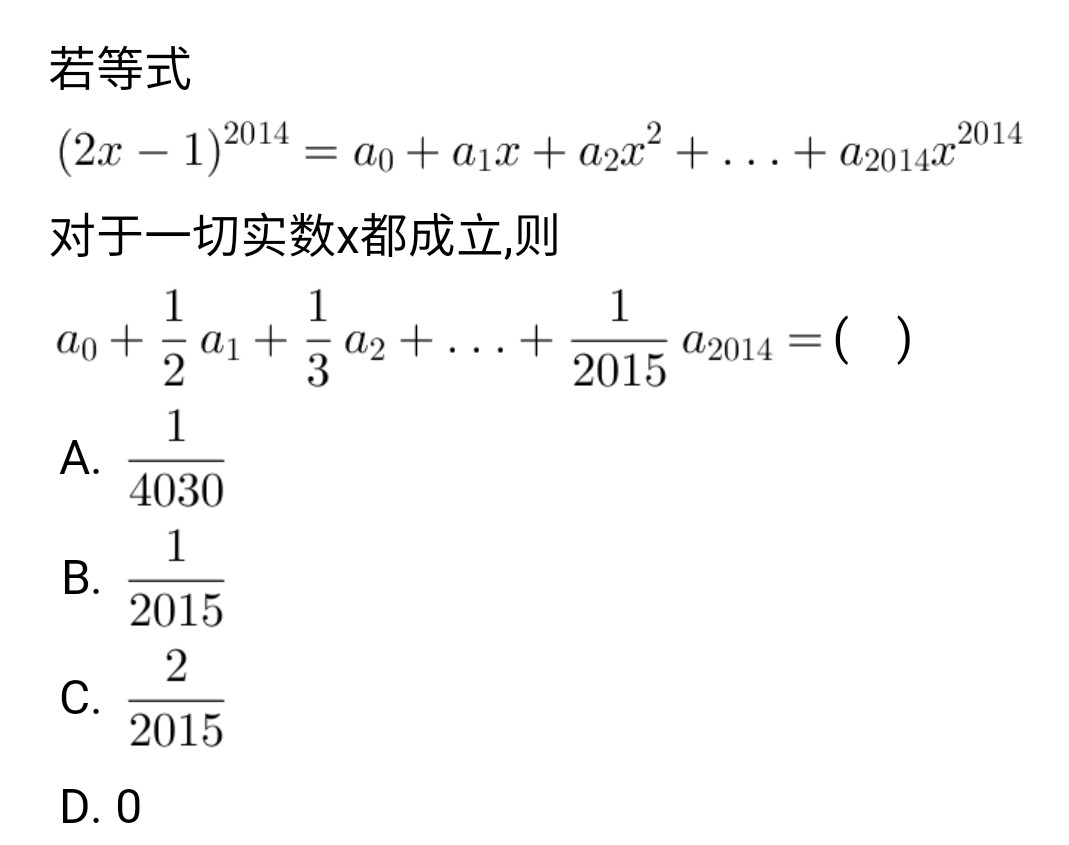 若等式
(2x − 1)^{2014} = a_0 + a_1x + a_2x^2 + . . . + a_{2014}x^{2014}
对于一切实数x都成立,则
a_0 + \frac{1}{2} a_1 + \frac{1}{3} a_2 + . . . + \frac{1}{2015} a_{2014} = ( )
A. \frac{1}{4030}
B. \frac{1}{2015}
C. \frac{2}{2015}
D. 0